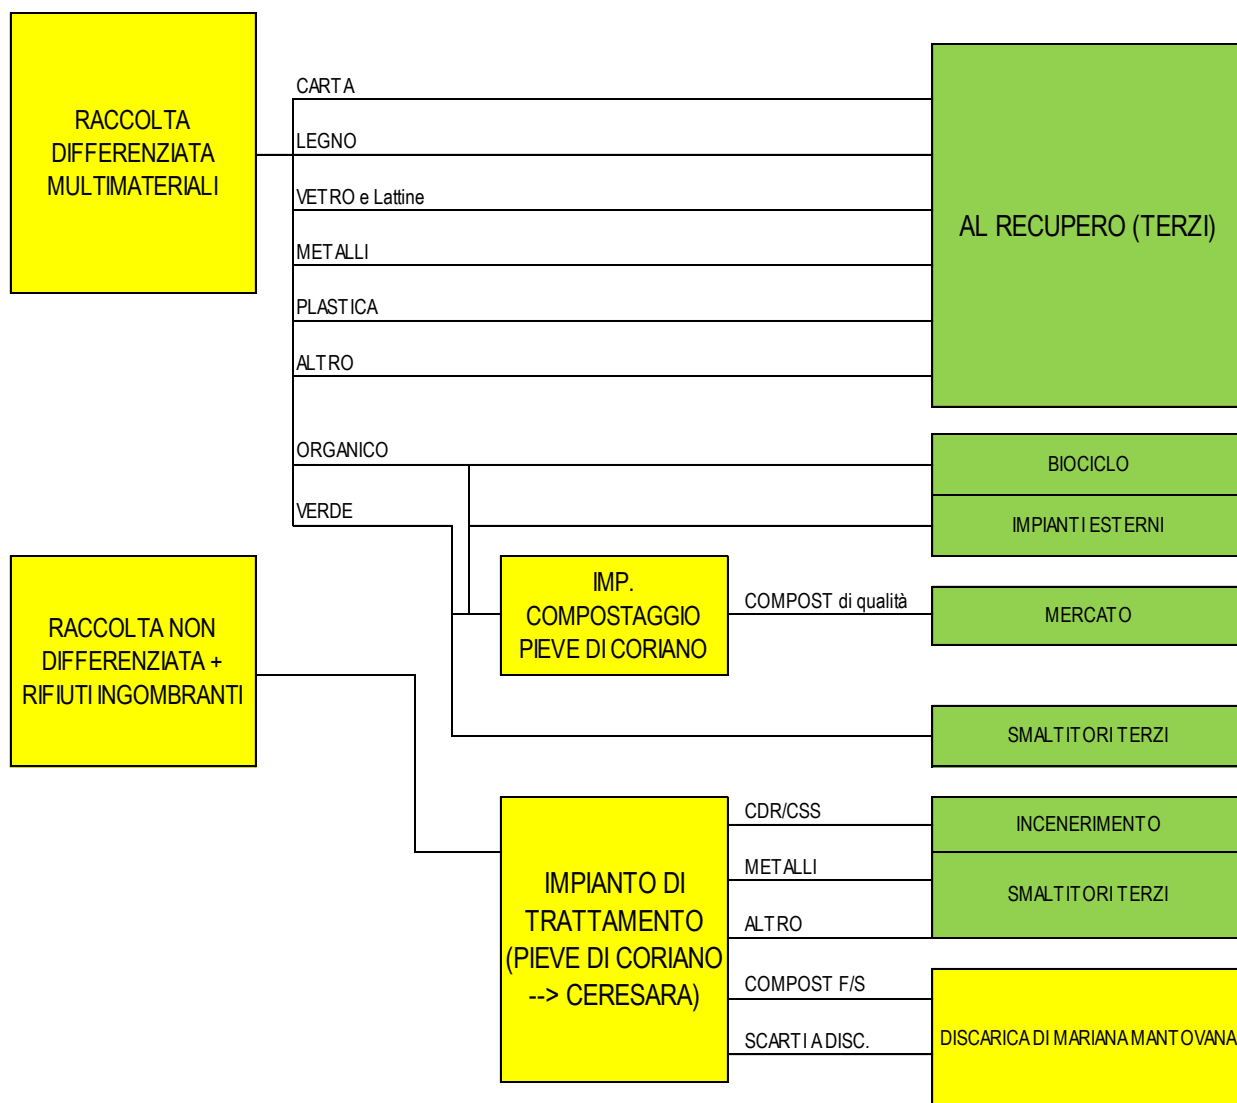 RACCOLTA
DIFFERENZIATA
MULTIMATERIALI
CARTA
LEGNO
VETRO e Lattine
METALLI
PLASTICA
ALTRO
AL RECUPERO (TERZI)
ORGANICO
BIOCICLO
VERDE
IMPIANTI ESTERNI
RACCOLTA NON
DIFFERENZIATA +
RIFIUTI INGOMBRANTI
IMP.
COMPOSTAGGIO
PIEVE DI CORIANO
COMPOST di qualità
MERCATO
SMALTITORI TERZI
IMPIANTO DI
TRATTAMENTO
(PIEVE DI CORIANO
--> CERESARA)
CDR/CSS
INCENERIMENTO
METALLI
SMALTITORI TERZI
ALTRO
COMPOST F/S
SCARTI A DISC.
DISCARICA DI MARIANA MANTOVANA